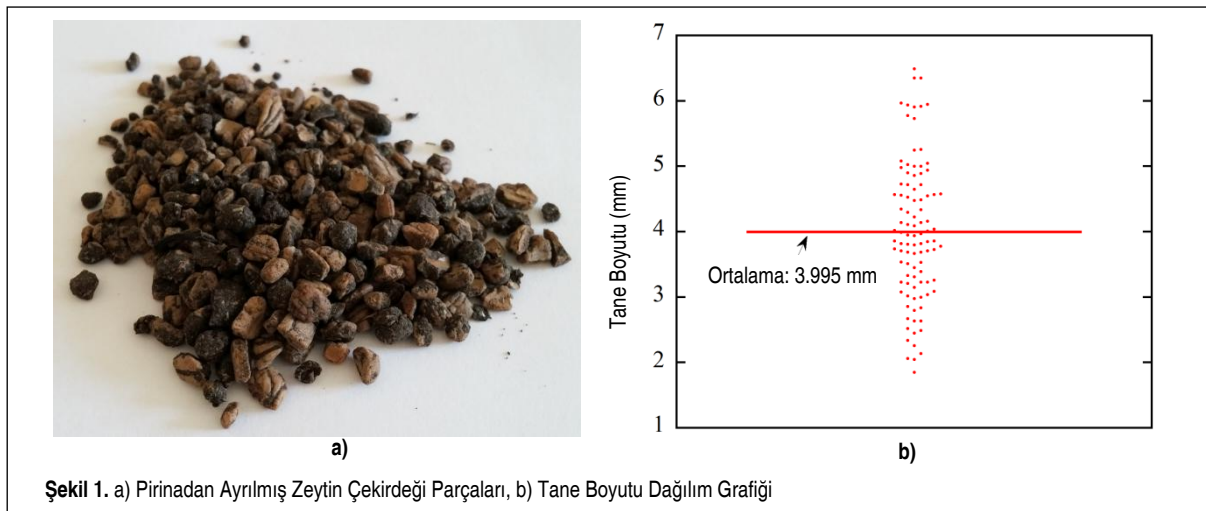 7
6
5
4
3
2
1
Tane Boyutu (mm)
Ortalama: 3.995 mm
a)
b)
Şekil 1. a) Pirinadan Ayrılmış Zeytin Çekirdeği Parçaları, b) Tane Boyutu Dağılım Grafiği